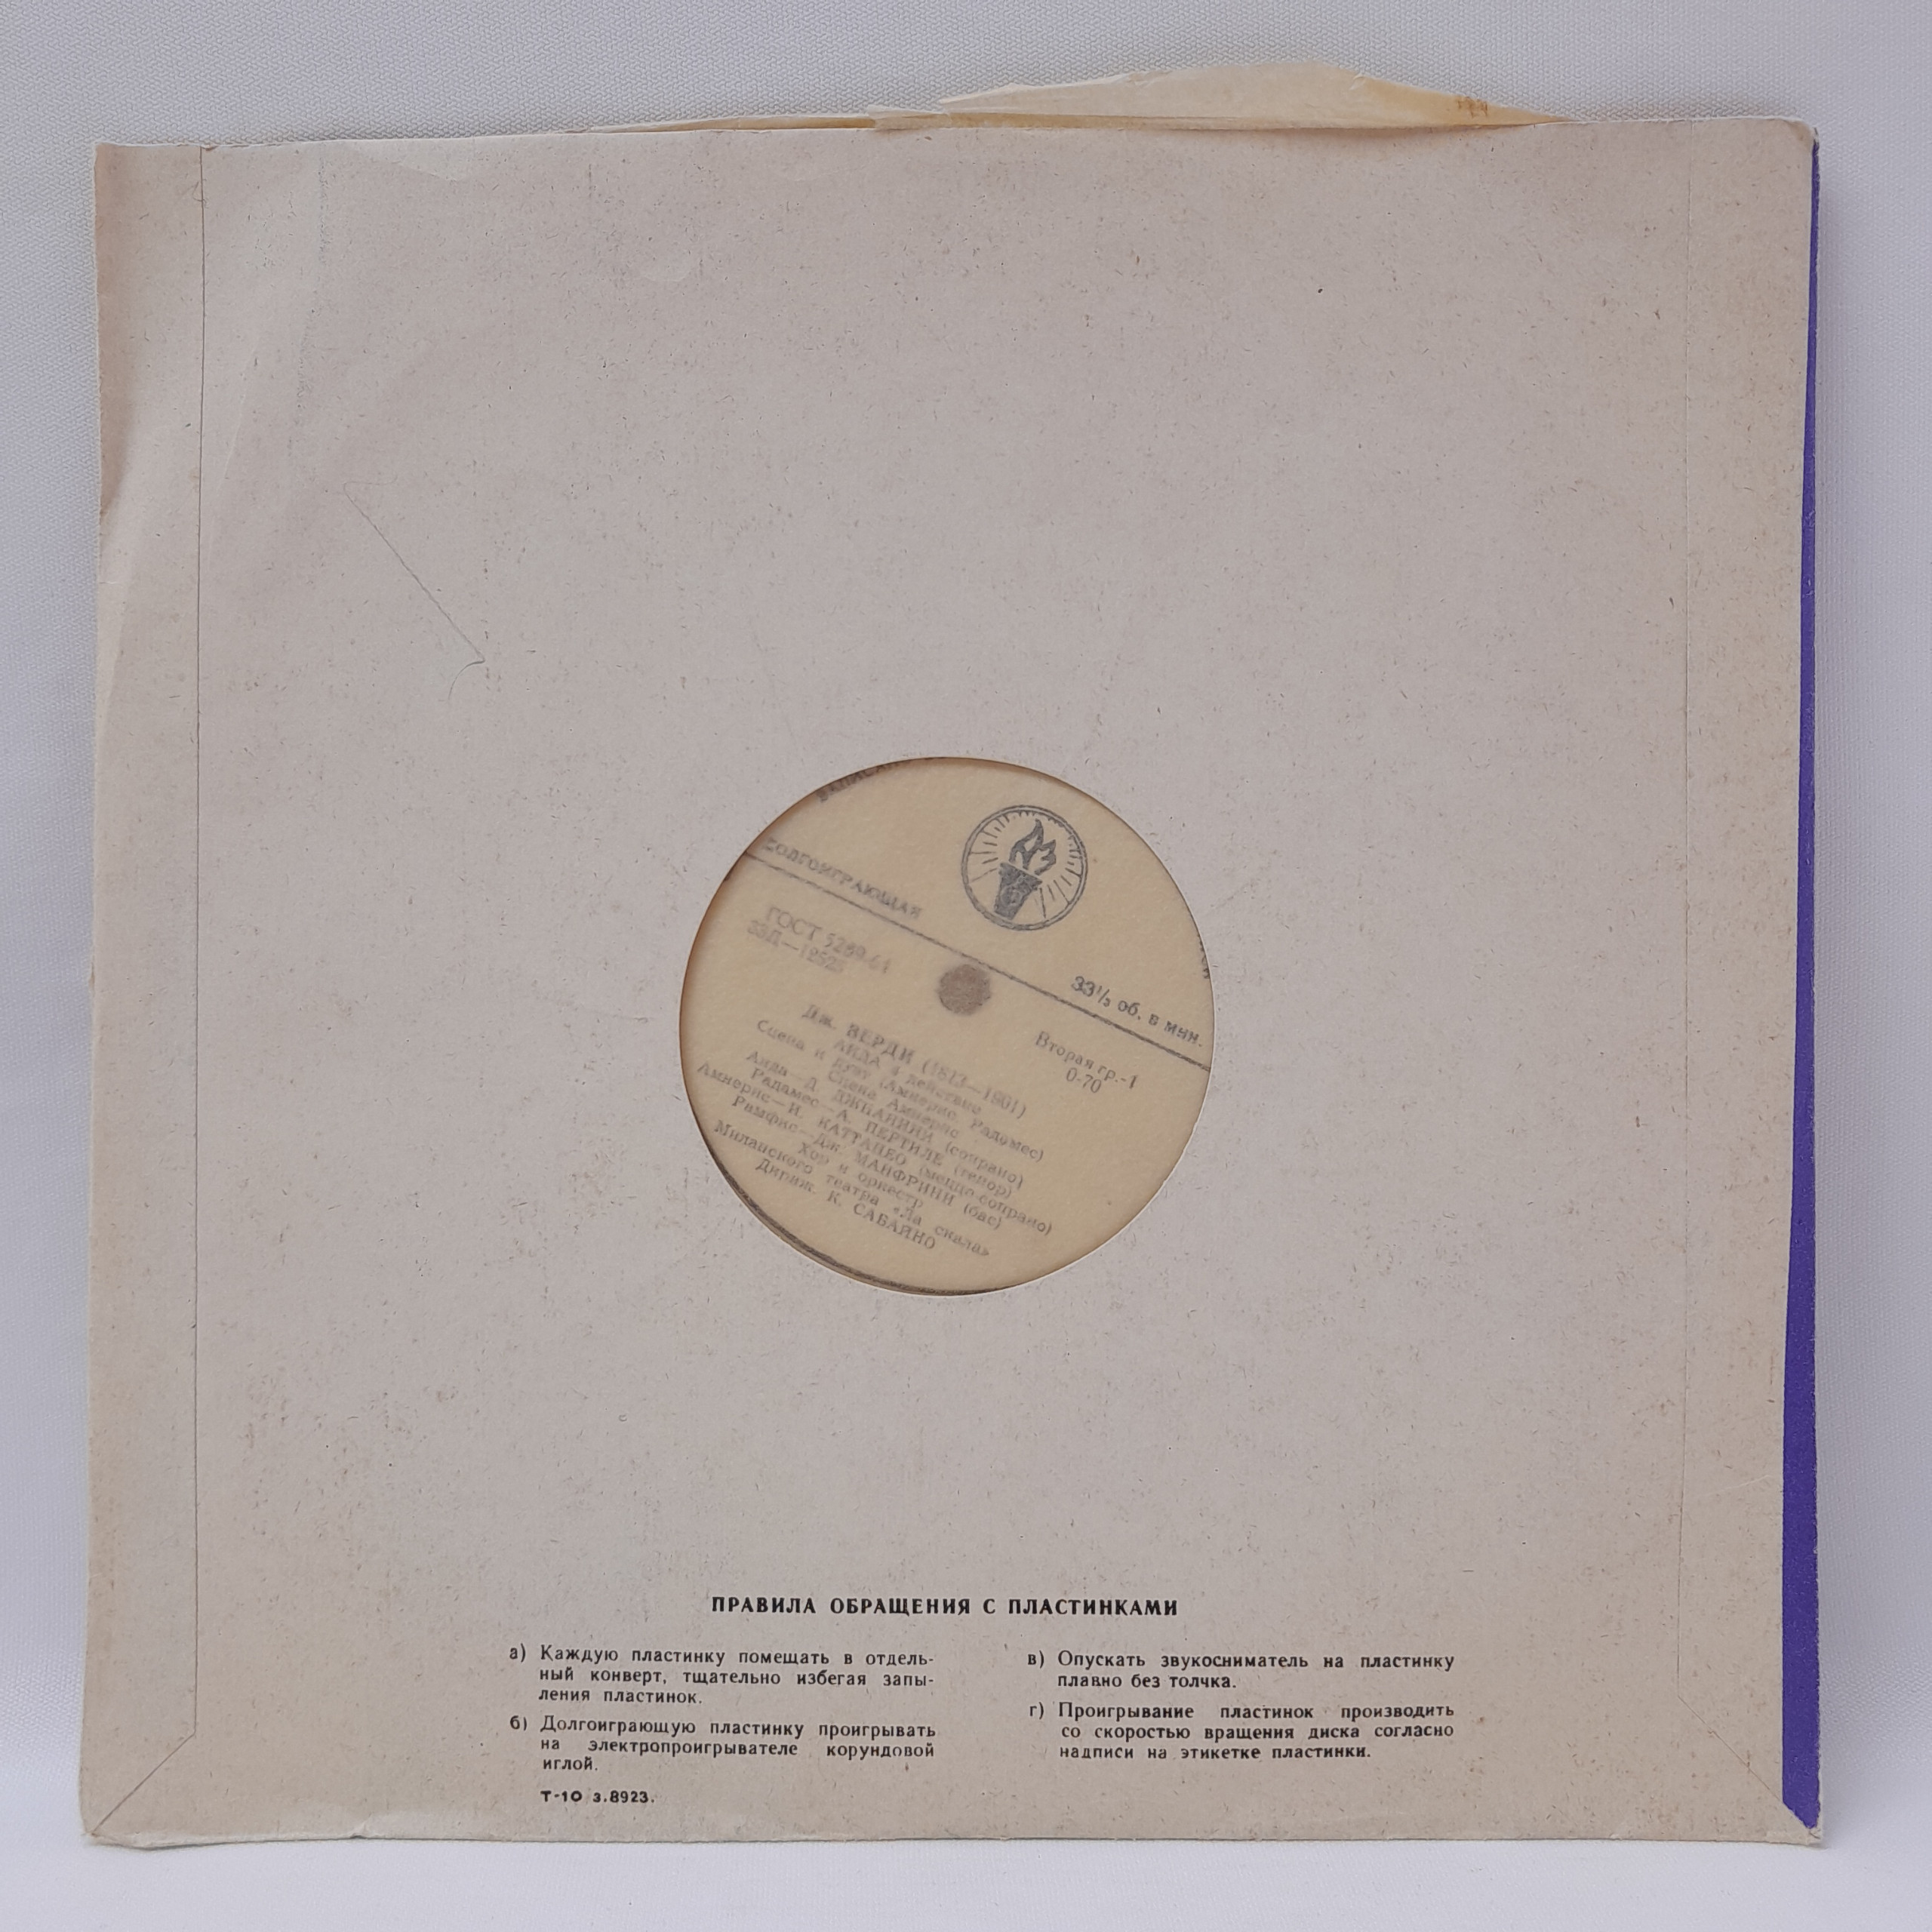 ДОЛГОИГРАЮЩАЯ
33⅓ об. в мин.
ГОСТ 5289-61
33Д—12525
Вторая гр.-1
0-70
Дж. ВЕРДИ (1813—1901)
АИДА 4 действие
Сцена и дуэт (Амнерис, Радамес)
Сцена Амнерис
Аида—Д. ДЖАННИНИ (сопрано)
Радамес—А. ПЕРТИЛЕ (тенор)
Амнерис—И. КАТТАНЕО (меццо-сопрано)
Рамфис—Дж. МАНФРИНИ (бас)
Хор и оркестр
Миланского театра «Ла скала»
Дириж. К. САБАЙНО
ПРАВИЛА ОБРАЩЕНИЯ С ПЛАСТИНКАМИ
а) Каждую пластинку помещать в отдель-
ный конверт, тщательно избегая запы-
ления пластинок.
б) Долгоиграющую пластинку проигрывать
на электропроигрывателе корундовой
иглой.
в) Опускать звукосниматель на пластинку
плавно без толчка.
г) Проигрывание пластинок производить
со скоростью вращения диска согласно
надписи на этикетке пластинки.
Т-10 з.8923.